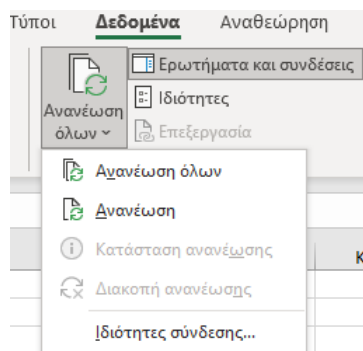 Τύποι Δεδομένα Αναθεώρηση
Ερωτήματα και συνδέσεις
Ανανέωση όλων
Ιδιότητες
Επεξεργασία
Ανανέωση όλων
Ανανέωση
Κατάσταση ανανέωσης
Διακοπή ανανέωσης
Ιδιότητες σύνδεσης...
K